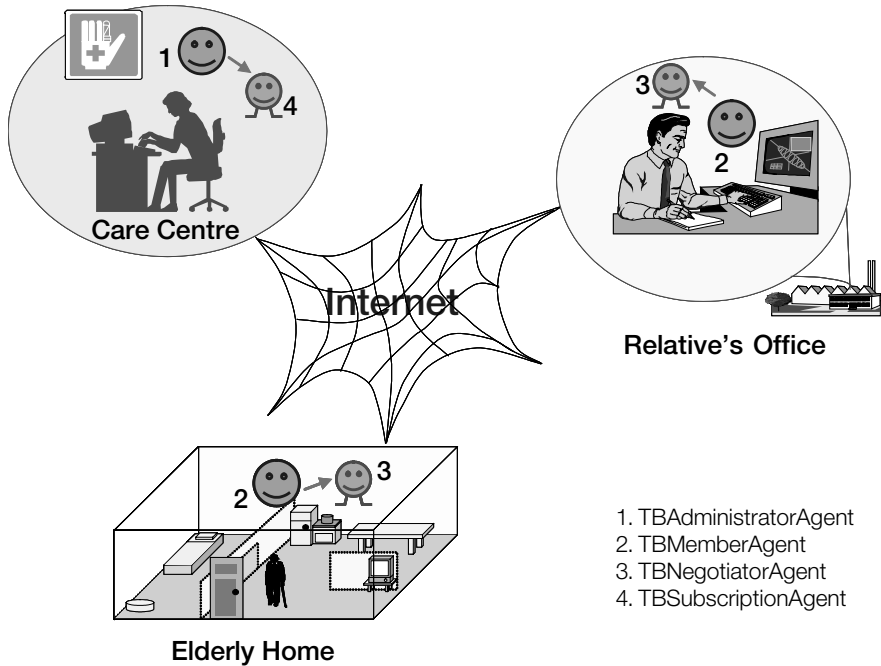 1
4
Care Centre
3
2
Relative's Office
Internet
2
3
Elderly Home
1. TBAdministratorAgent
2. TBMemberAgent
3. TBNegotiatorAgent
4. TBSubscriptionAgent